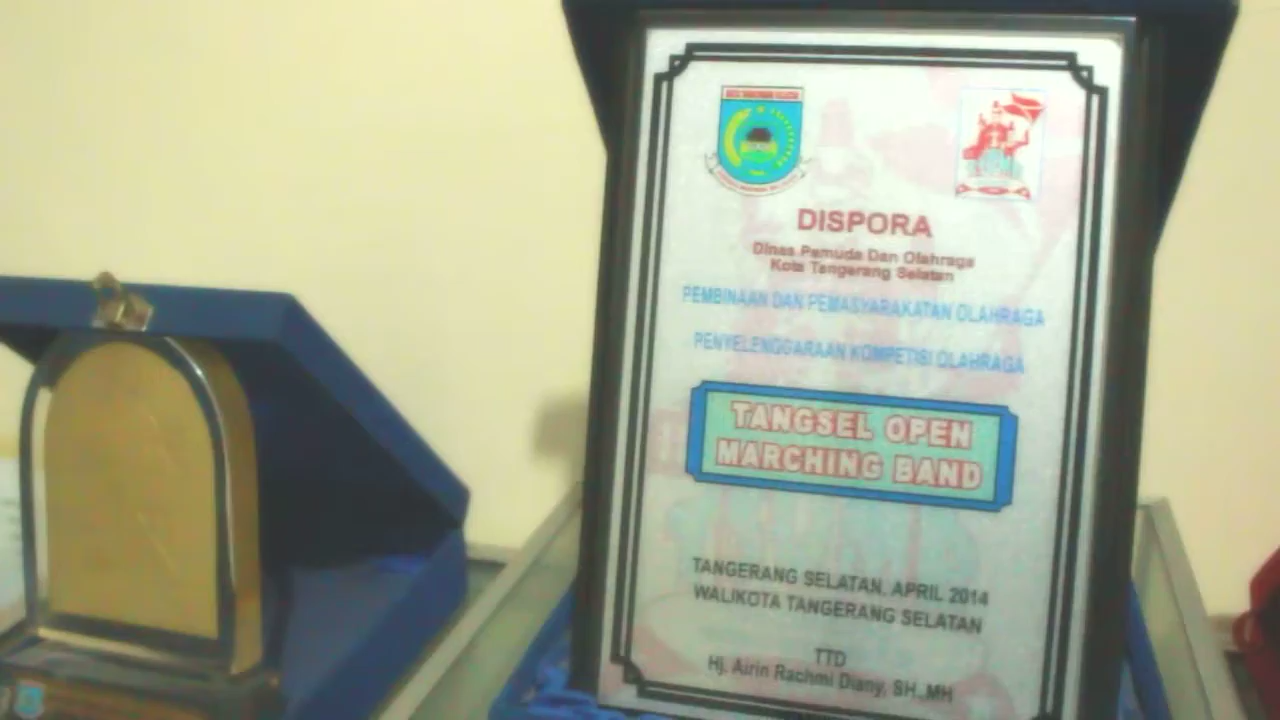 DISPORA
Dinas Pemuda Dan Olahraga
Kota Tangerang Selatan
PEMBINAAN DAN PEMASYARAKATAN OLAHRAGA
PENYELENGGARAAN KOMPETISI OLAHRAGA
TANGSEL OPEN
MARCHING BAND
TANGERANG SELATAN, APRIL 2014
WALIKOTA TANGERANG SELATAN
TTD
Hj. Airin Rachmi Diany, SH.,MH